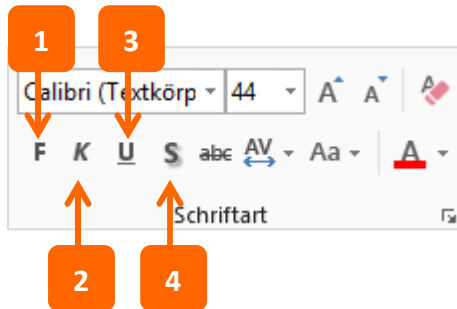 1 3
Calibri (Textkörp 44 A A
F K U S abc AV Aa A
Schriftart
2 4